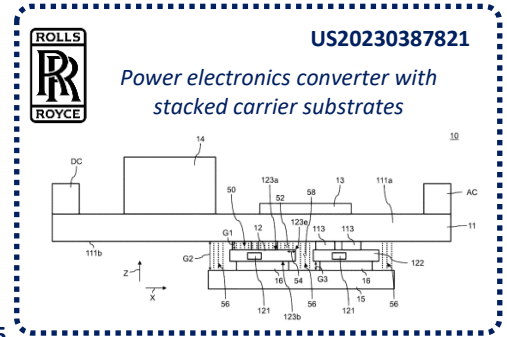 ROLLS
RR
ROYCE
US20230387821
Power electronics converter with
stacked carrier substrates
10
14
DC
50
123a
52
58
13
111a
AC
12
123e
G1
113
113
11
111b
G2
Z
X
56
16
54
G3
16
122
15
56
121
123b
56
121
56
5